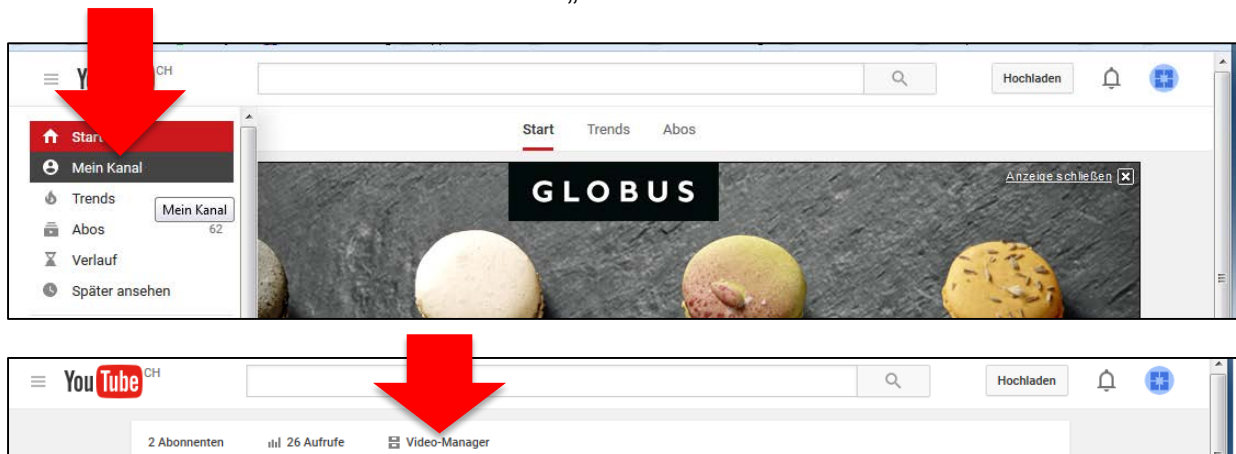 „
CH
Hochladen
Start
Start Trends Abos
Mein Kanal
Anzeige schließen
GLOBUS
Trends
Mein Kanal
Abos 62
Verlauf
Später ansehen
YouTube CH
Hochladen
2 Abonnenten 26 Aufrufe Video-Manager